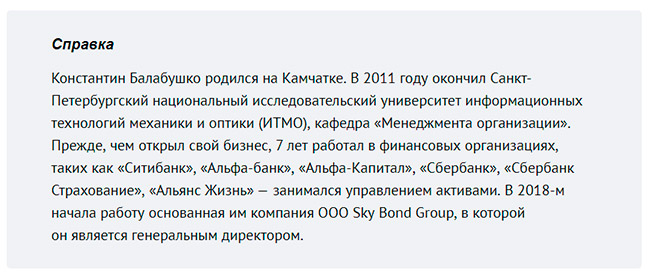 Справка
Константин Балабушко родился на Камчатке. В 2011 году окончил Санкт-
Петербургский национальный исследовательский университет информационных
технологий механики и оптики (ИТМО), кафедра «Менеджмента организации».
Прежде, чем открыл свой бизнес, 7 лет работал в финансовых организациях,
таких как «Ситибанк», «Альфа-банк», «Альфа-Капитал», «Сбербанк», «Сбербанк
Страхование», «Альянс Жизнь» — занимался управлением активами. В 2018-м
начала работу основанная им компания ООО Sky Bond Group, в которой
он является генеральным директором.